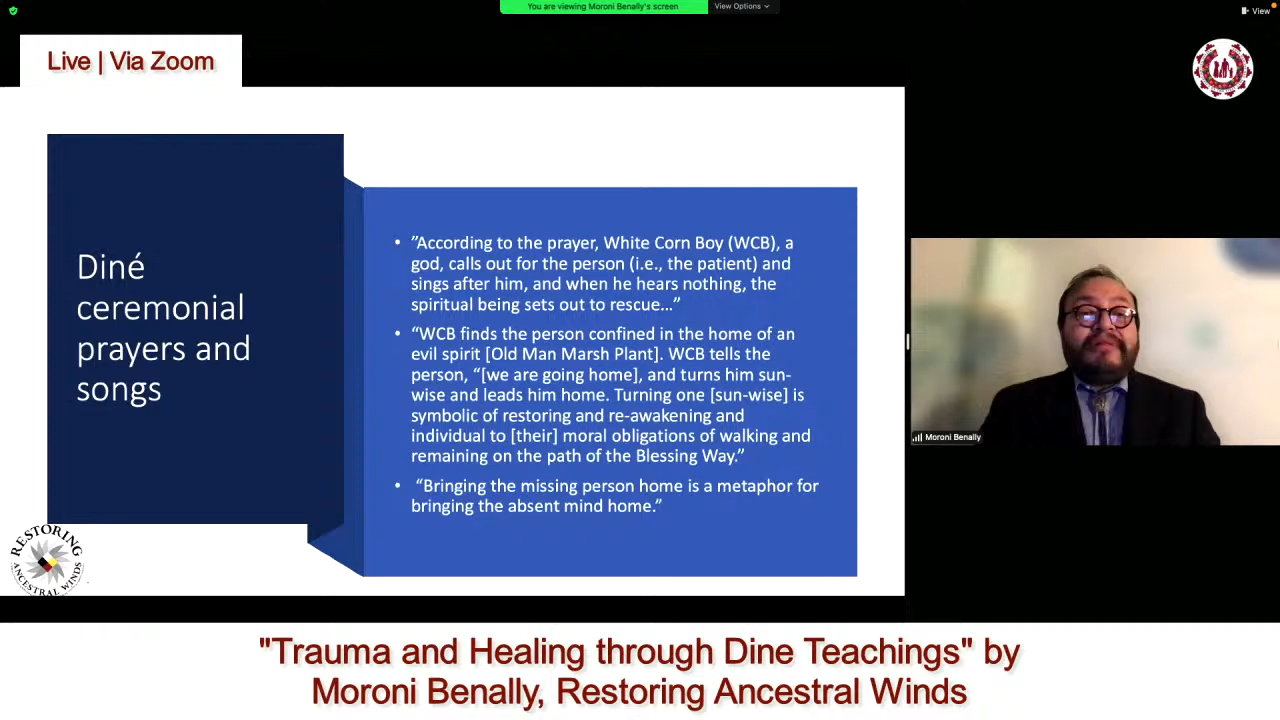 You are viewing Moroni Benally's screen
View Options
View
Live | Via Zoom
Diné
ceremonial
prayers and
songs
• ”According to the prayer, White Corn Boy (WCB), a
god, calls out for the person (i.e., the patient) and
sings after him, and when he hears nothing, the
spiritual being sets out to rescue…”
• “WCB finds the person confined in the home of an
evil spirit [Old Man Marsh Plant]. WCB tells the
person, “[we are going home], and turns him sun-
wise and leads him home. Turning one [sun-wise] is
symbolic of restoring and re-awakening and
individual to [their] moral obligations of walking and
remaining on the path of the Blessing Way.”
• “Bringing the missing person home is a metaphor for
bringing the absent mind home.”
Moroni Benally
RESTORING
ANCESTRAL WINDS
"Trauma and Healing through Dine Teachings" by
Moroni Benally, Restoring Ancestral Winds